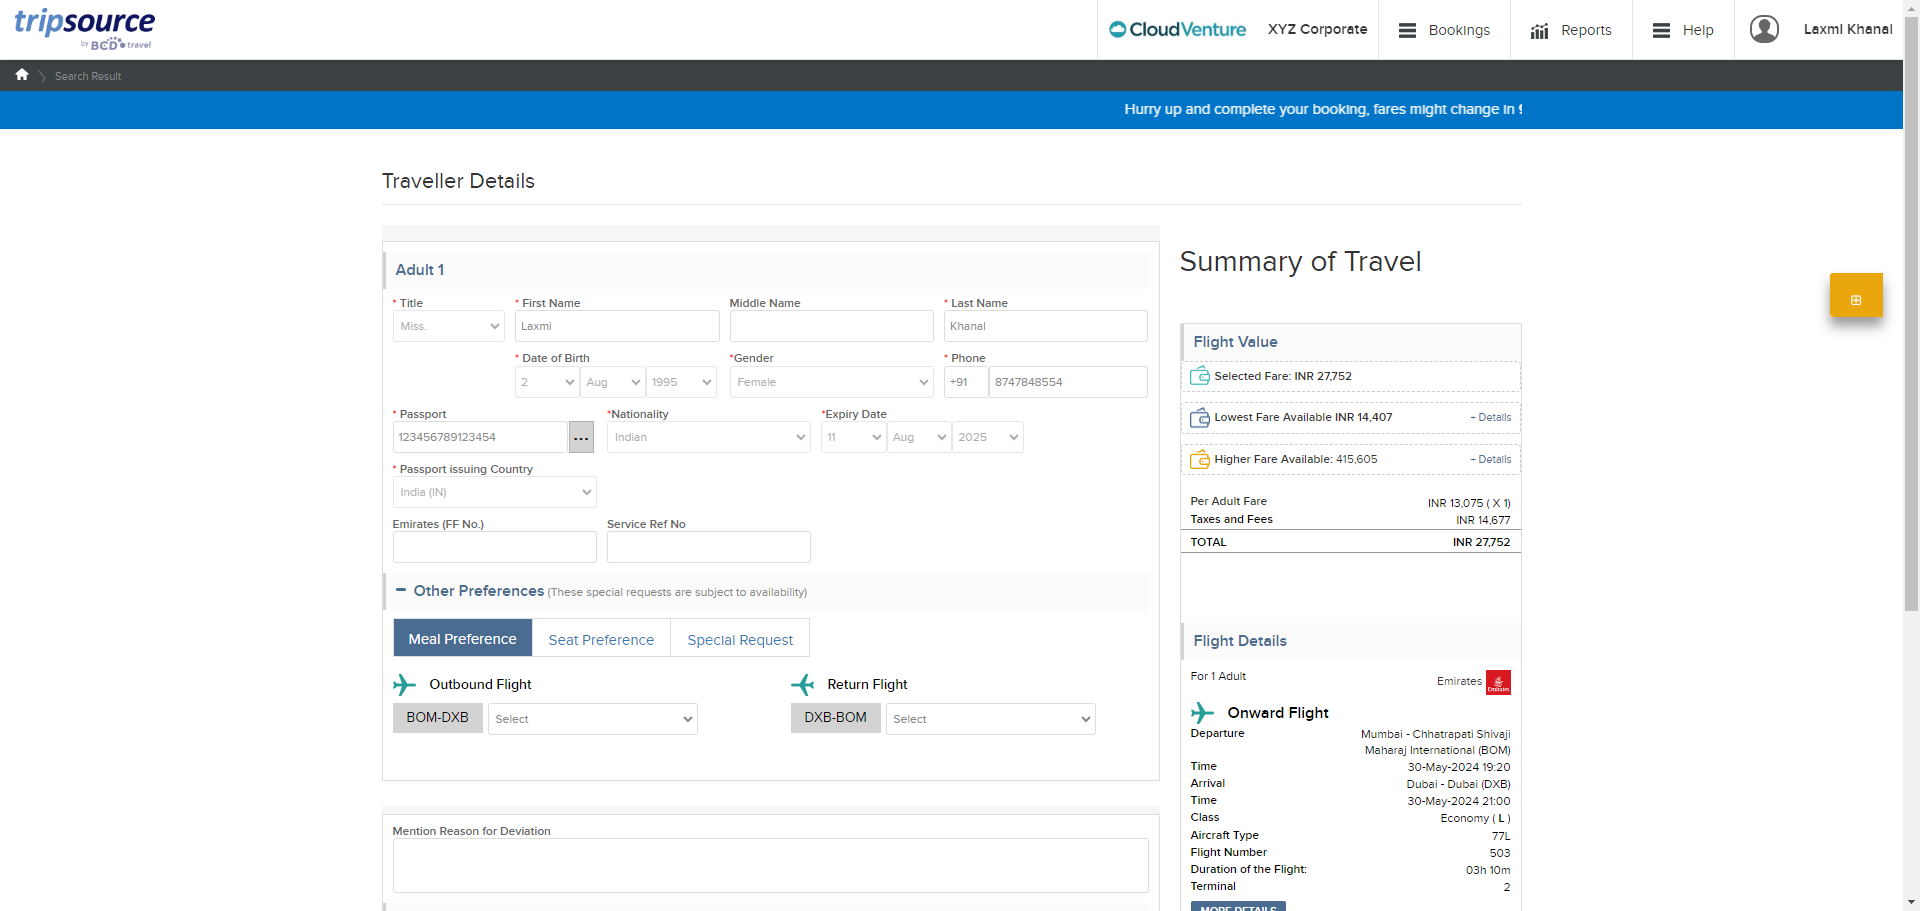 tripsource
by BCD travel
CloudVenture
XYZ Corporate
Bookings
Reports
Help
Laxmi Khanal
Search Result
Hurry up and complete your booking, fares might change in
Traveller Details
Adult 1
* Title
* First Name
Middle Name
* Last Name
Miss.
Laxmi
Khanal
* Date of Birth
*Gender
* Phone
2
Aug
1995
Female
+91
8747848554
* Passport
*Nationality
*Expiry Date
123456789123454
...
Indian
11
Aug
2025
* Passport issuing Country
India (IN)
Emirates (FF No.)
Service Ref No
Other Preferences (These special requests are subject to availability)
Meal Preference
Seat Preference
Special Request
Outbound Flight
Return Flight
BOM-DXB
Select
DXB-BOM
Select
Mention Reason for Deviation
Summary of Travel
Flight Value
Selected Fare: INR 27,752
Lowest Fare Available INR 14,407
+ Details
Higher Fare Available: 415,605
+ Details
Per Adult Fare
INR 13,075 ( X 1)
Taxes and Fees
INR 14,677
TOTAL
INR 27,752
Flight Details
For 1 Adult
Emirates
Emirates
Onward Flight
Departure
Mumbai - Chhatrapati Shivaji
Maharaj International (BOM)
Time
30-May-2024 19:20
Arrival
Dubai - Dubai (DXB)
Time
30-May-2024 21:00
Class
Economy ( L )
Aircraft Type
77L
Flight Number
503
Duration of the Flight:
03h 10m
Terminal
2
MORE DETAILS